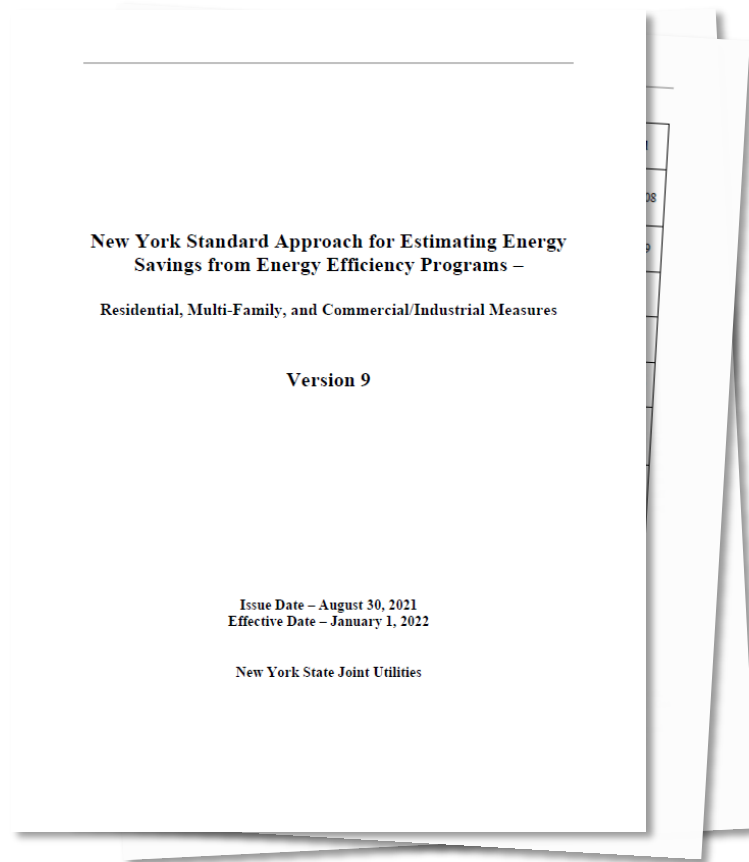 New York Standard Approach for Estimating Energy
Savings from Energy Efficiency Programs –
Residential, Multi-Family, and Commercial/Industrial Measures
Version 9
Issue Date – August 30, 2021
Effective Date – January 1, 2022
New York State Joint Utilities